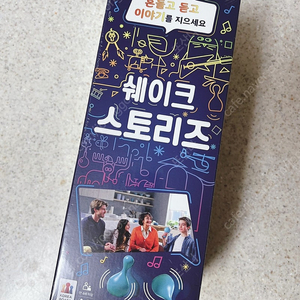 흔들고 듣고
이야기를 지으세요
쉐이크
스토리즈